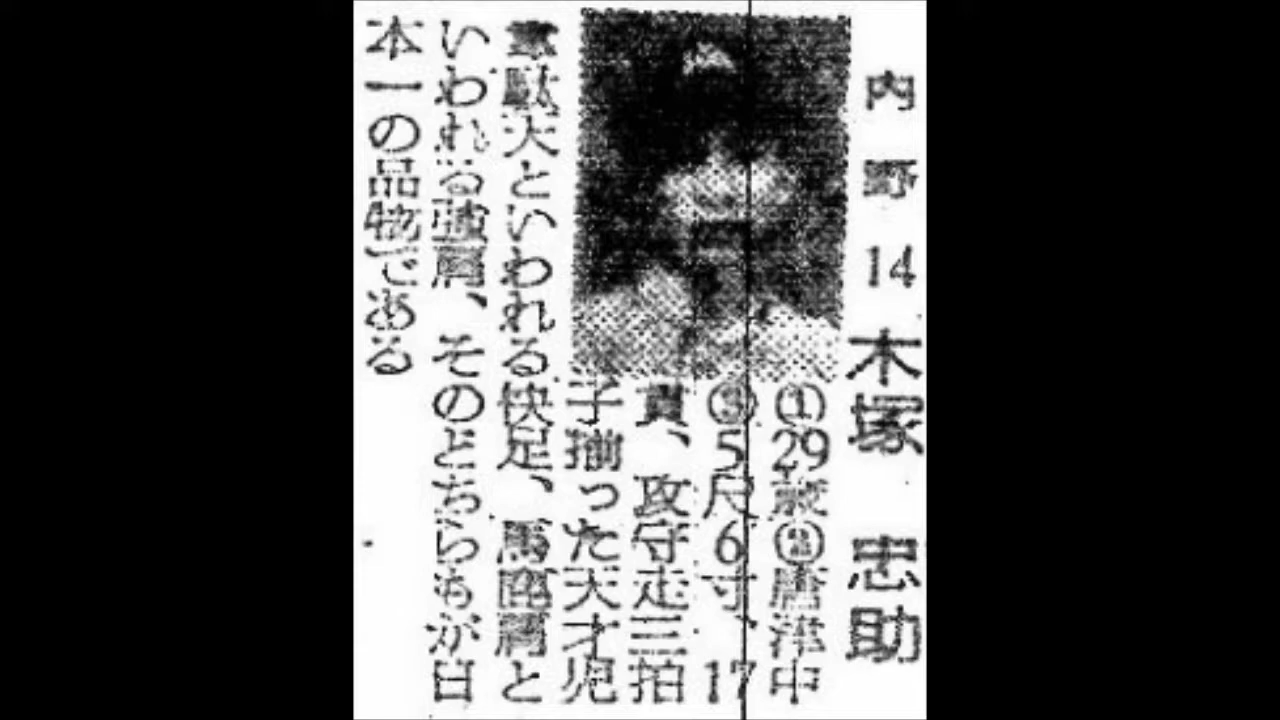 内野 14 木塚 忠助
①29歳②唐津中
③5尺6寸、17
貫、攻守走三拍
子揃った天才児
韋駄天といわれる快足、馬鹿肩と
いわれる強肩、そのどちらもが日
本一の品物である